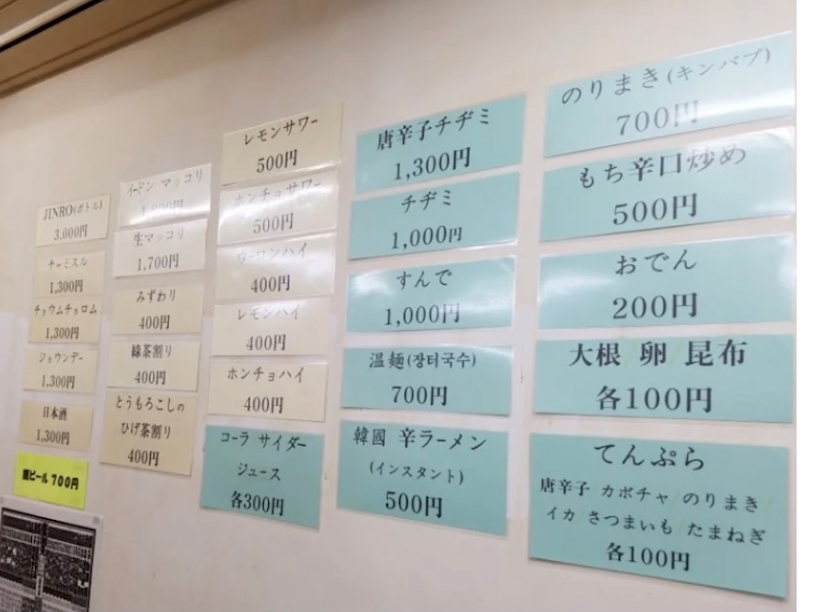 JINRO(ボトル)
3,000円
チャミスル
1,300円
チョウムチョロム
1,300円
ジョウンデー
1,300円
日本酒
1,300円
ビール 700円
イードン マッコリ
生マッコリ
1,700円
みずわり
400円
緑茶割り
400円
とうもろこしの
ひげ茶割り
400円
レモンサワー
500円
ホンチョサワー
500円
ウーロンハイ
400円
レモンハイ
400円
ホンチョハイ
400円
コーラ サイダー
ジュース
各300円
唐辛子チヂミ
1,300円
チヂミ
1,000円
すんで
1,000円
温麺(장터국수)
700円
韓國 辛ラーメン
(インスタント)
500円
のりまき(キンパプ)
700円
もち辛口炒め
500円
おでん
200円
大根/卵/昆布
各100円
てんぷら
唐辛子/カボチャ/のりまき/
イカ/さつまいも/たまねぎ
各100円